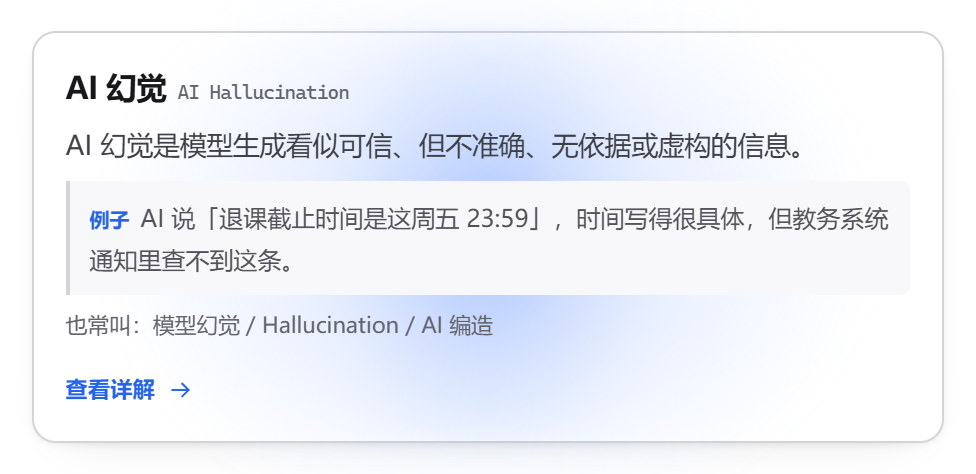 AI 幻觉 AI Hallucination
AI 幻觉是模型生成看似可信、但不准确、无依据或虚构的信息。
例子 AI 说「退课截止时间是这周五 23:59」，时间写得很具体，但教务系统
通知里查不到这条。
也常叫：模型幻觉 / Hallucination / AI 编造
查看详解 →